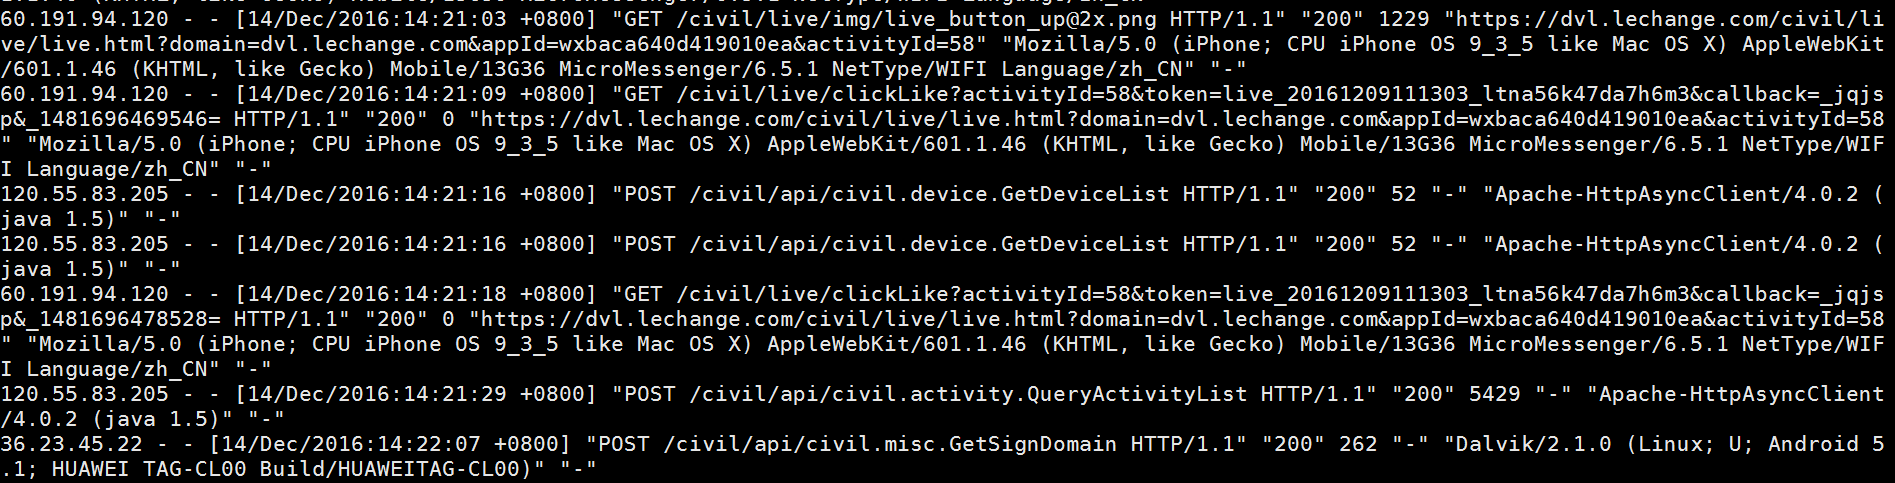 60.191.94.120 - - [14/Dec/2016:14:21:03 +0800] "GET /civil/live/img/live_button_up@2x.png HTTP/1.1" "200" 1229 "https://dvl.lechange.com/civil/li
ve/live.html?domain=dvl.lechange.com&appId=wxbaca640d419010ea&activityId=58" "Mozilla/5.0 (iPhone; CPU iPhone OS 9_3_5 like Mac OS X) AppleWebKit
/601.1.46 (KHTML, like Gecko) Mobile/13G36 MicroMessenger/6.5.1 NetType/WIFI Language/zh_CN" "-"
60.191.94.120 - - [14/Dec/2016:14:21:09 +0800] "GET /civil/live/clickLike?activityId=58&token=live_20161209111303_ltna56k47da7h6m3&callback=_jqjs
p&_1481696469546= HTTP/1.1" "200" 0 "https://dvl.lechange.com/civil/live/live.html?domain=dvl.lechange.com&appId=wxbaca640d419010ea&activityId=58
" "Mozilla/5.0 (iPhone; CPU iPhone OS 9_3_5 like Mac OS X) AppleWebKit/601.1.46 (KHTML, like Gecko) Mobile/13G36 MicroMessenger/6.5.1 NetType/WIF
I Language/zh_CN" "-"
120.55.83.205 - - [14/Dec/2016:14:21:16 +0800] "POST /civil/api/civil.device.GetDeviceList HTTP/1.1" "200" 52 "-" "Apache-HttpAsyncClient/4.0.2 (
java 1.5)" "-"
120.55.83.205 - - [14/Dec/2016:14:21:16 +0800] "POST /civil/api/civil.device.GetDeviceList HTTP/1.1" "200" 52 "-" "Apache-HttpAsyncClient/4.0.2 (
java 1.5)" "-"
60.191.94.120 - - [14/Dec/2016:14:21:18 +0800] "GET /civil/live/clickLike?activityId=58&token=live_20161209111303_ltna56k47da7h6m3&callback=_jqjs
p&_1481696478528= HTTP/1.1" "200" 0 "https://dvl.lechange.com/civil/live/live.html?domain=dvl.lechange.com&appId=wxbaca640d419010ea&activityId=58
" "Mozilla/5.0 (iPhone; CPU iPhone OS 9_3_5 like Mac OS X) AppleWebKit/601.1.46 (KHTML, like Gecko) Mobile/13G36 MicroMessenger/6.5.1 NetType/WIF
I Language/zh_CN" "-"
120.55.83.205 - - [14/Dec/2016:14:21:29 +0800] "POST /civil/api/civil.activity.QueryActivityList HTTP/1.1" "200" 5429 "-" "Apache-HttpAsyncClient
/4.0.2 (java 1.5)" "-"
36.23.45.22 - - [14/Dec/2016:14:22:07 +0800] "POST /civil/api/civil.misc.GetSignDomain HTTP/1.1" "200" 262 "-" "Dalvik/2.1.0 (Linux; U; Android 5
.1; HUAWEI TAG-CL00 Build/HUAWEITAG-CL00)" "-"